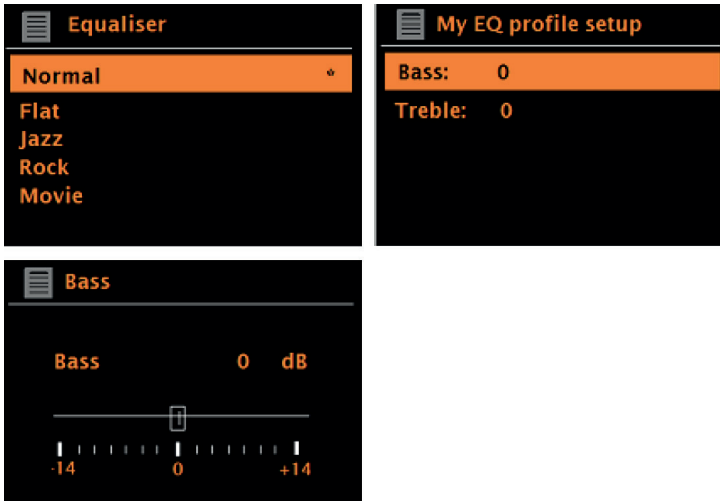 Equaliser
Normal *
Flat
Jazz
Rock
Movie
My EQ profile setup
Bass: 0
Treble: 0
Bass
Bass 0 dB
-14 0 +14